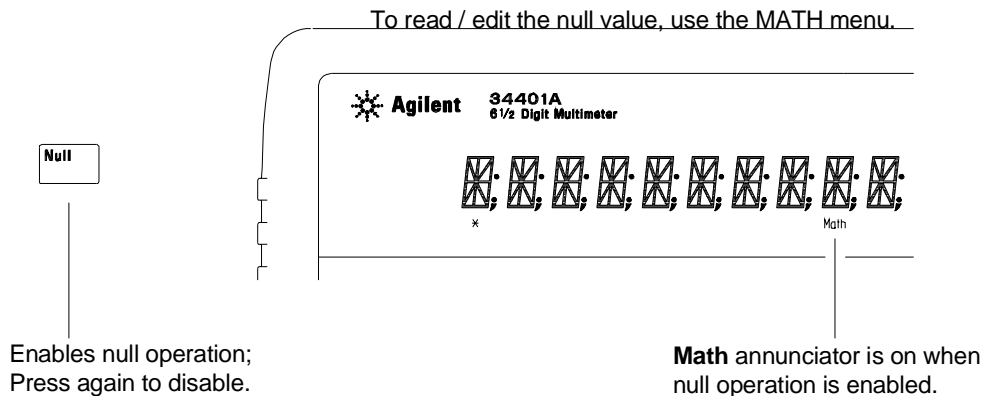 To read / edit the null value, use the MATH menu.
Agilent 34401A
6½ Digit Multimeter
Null
*
Math
Enables null operation;
Press again to disable.
Math annunciator is on when
null operation is enabled.